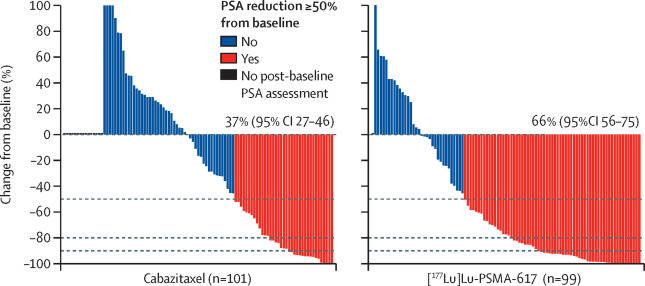 PSA reduction ≥50%
from baseline
No
Yes
No post-baseline
PSA assessment
Change from baseline (%)
100
80
60
40
20
0
–20
–40
–60
–80
–100
37% (95% CI 27–46)
66% (95%CI 56–75)
Cabazitaxel (n=101)
[¹⁷⁷Lu]Lu-PSMA-617 (n=99)